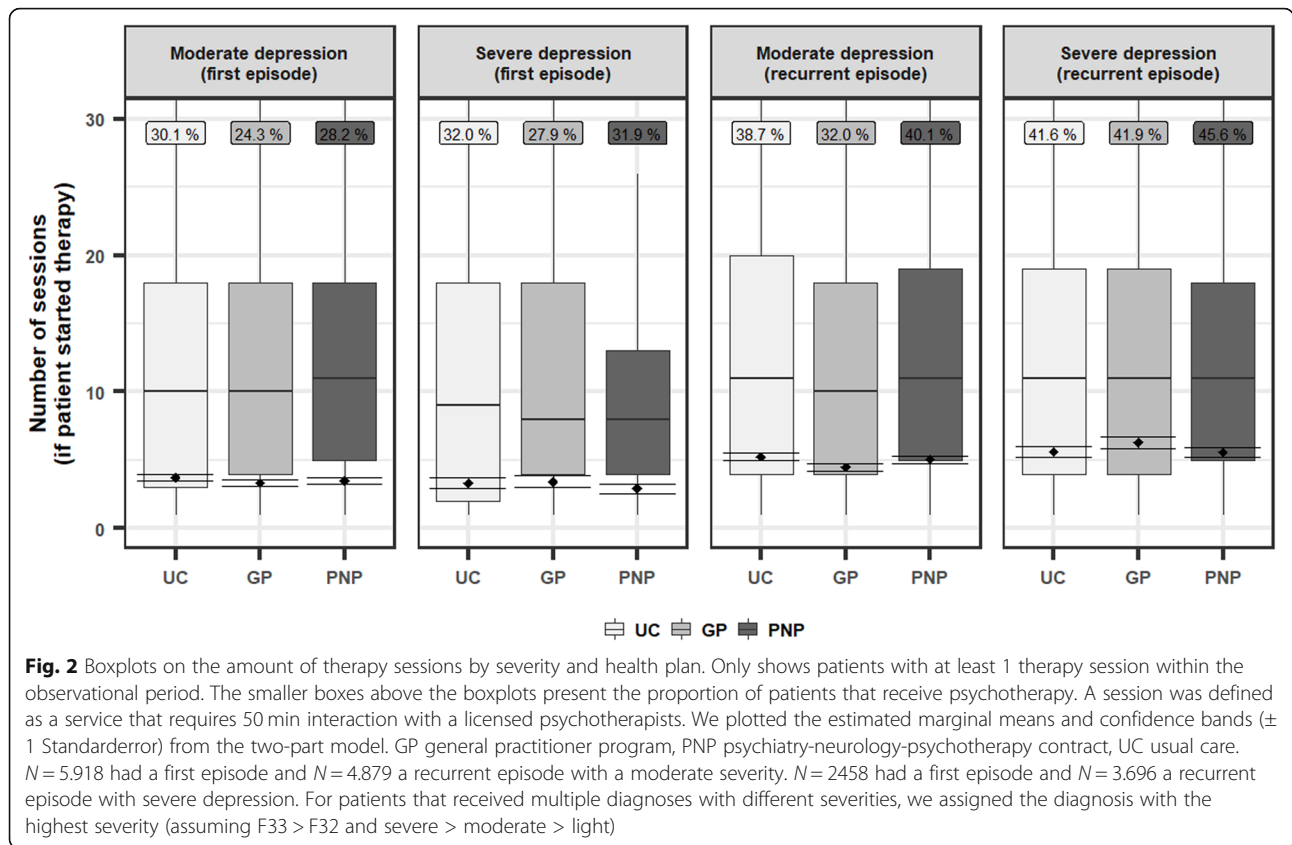 Moderate depression
(first episode)
Severe depression
(first episode)
Moderate depression
(recurrent episode)
Severe depression
(recurrent episode)
30
30.1 %
24.3 %
28.2 %
32.0 %
27.9 %
31.9 %
38.7 %
32.0 %
40.1 %
41.6 %
41.9 %
45.6 %
Number of sessions
(if patient started therapy)
20
10
0
UC GP PNP
UC GP PNP
UC GP PNP
UC GP PNP
UC GP PNP
Fig. 2 Boxplots on the amount of therapy sessions by severity and health plan. Only shows patients with at least 1 therapy session within the
observational period. The smaller boxes above the boxplots present the proportion of patients that receive psychotherapy. A session was defined
as a service that requires 50 min interaction with a licensed psychotherapists. We plotted the estimated marginal means and confidence bands (±
1 Standarderror) from the two-part model. GP general practitioner program, PNP psychiatry-neurology-psychotherapy contract, UC usual care.
N = 5.918 had a first episode and N = 4.879 a recurrent episode with a moderate severity. N = 2458 had a first episode and N = 3.696 a recurrent
episode with severe depression. For patients that received multiple diagnoses with different severities, we assigned the diagnosis with the
highest severity (assuming F33 > F32 and severe > moderate > light)